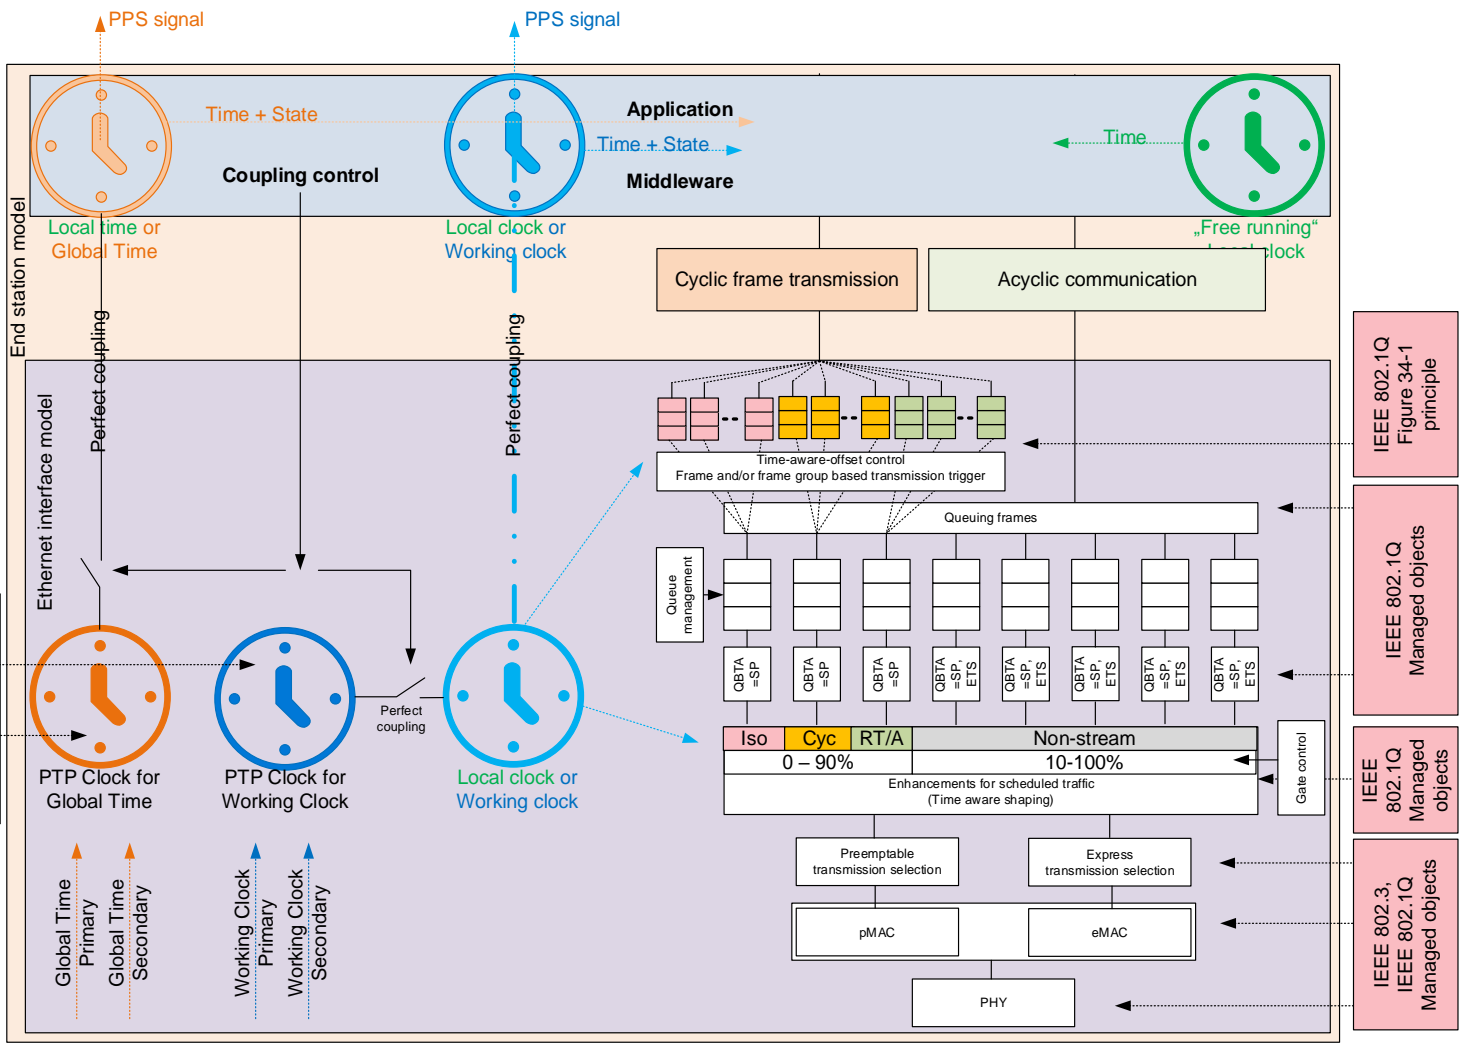 PPS signal
PPS signal
Time + State
Application
Time + State
Time
Coupling control
Middleware
End station model
Local time or
Global Time
Local clock or
Working clock
„Free running“
Local clock
Cyclic frame transmission
Acyclic communication
Perfect coupling
Perfect coupling
Ethernet interface model
IEEE 802.1Q
Figure 34-1
principle
Time-aware-offset control
Frame and/or frame group based transmission trigger
Queuing frames
Queue
management
IEEE 802.1Q
Managed objects
QBTA
=SP
QBTA
=SP
QBTA
=SP
QBTA
=SP,
ETS
QBTA
=SP,
ETS
QBTA
=SP,
ETS
QBTA
=SP,
ETS
QBTA
=SP,
ETS
Perfect
coupling
Iso
Cyc
RT/A
Non-stream
0 – 90%
10-100%
Enhancements for scheduled traffic
(Time aware shaping)
Gate control
IEEE
802.1Q
Managed
objects
PTP Clock for
Global Time
PTP Clock for
Working Clock
Local clock or
Working clock
Preemptable
transmission selection
Express
transmission selection
Global Time
Primary
Global Time
Secondary
Working Clock
Primary
Working Clock
Secondary
pMAC
eMAC
PHY
IEEE 802.3,
IEEE 802.1Q
Managed objects